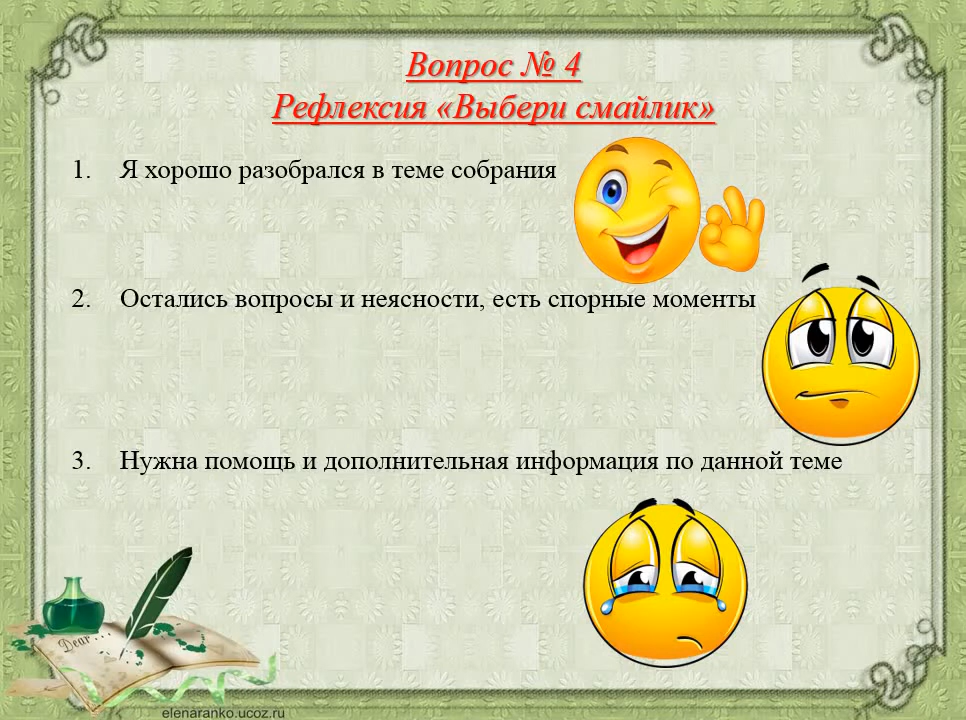 Вопрос № 4
Рефлексия «Выбери смайлик»
1. Я хорошо разобрался в теме собрания
2. Остались вопросы и неясности, есть спорные моменты
3. Нужна помощь и дополнительная информация по данной теме
Dear...
elenaranko.ucoz.ru